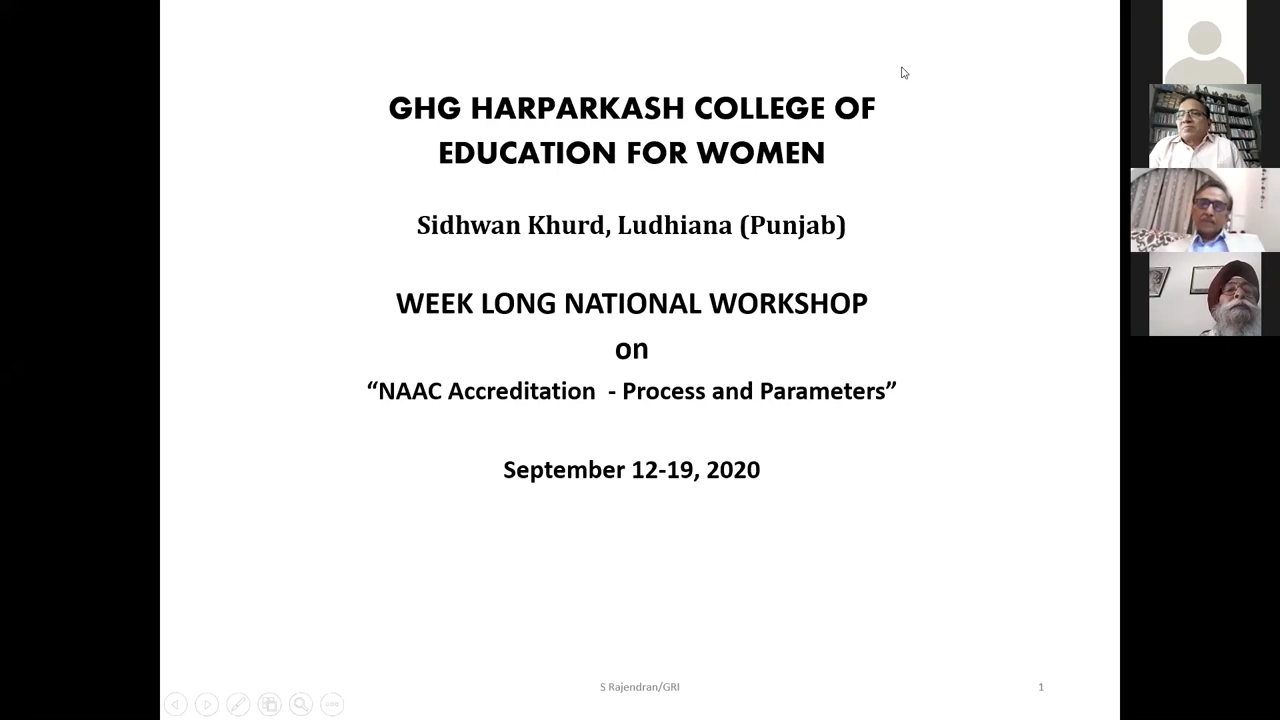 GHG HARPARKASH COLLEGE OF
EDUCATION FOR WOMEN
Sidhwan Khurd, Ludhiana (Punjab)
WEEK LONG NATIONAL WORKSHOP
on
“NAAC Accreditation - Process and Parameters”
September 12-19, 2020
S Rajendran/GRI
1